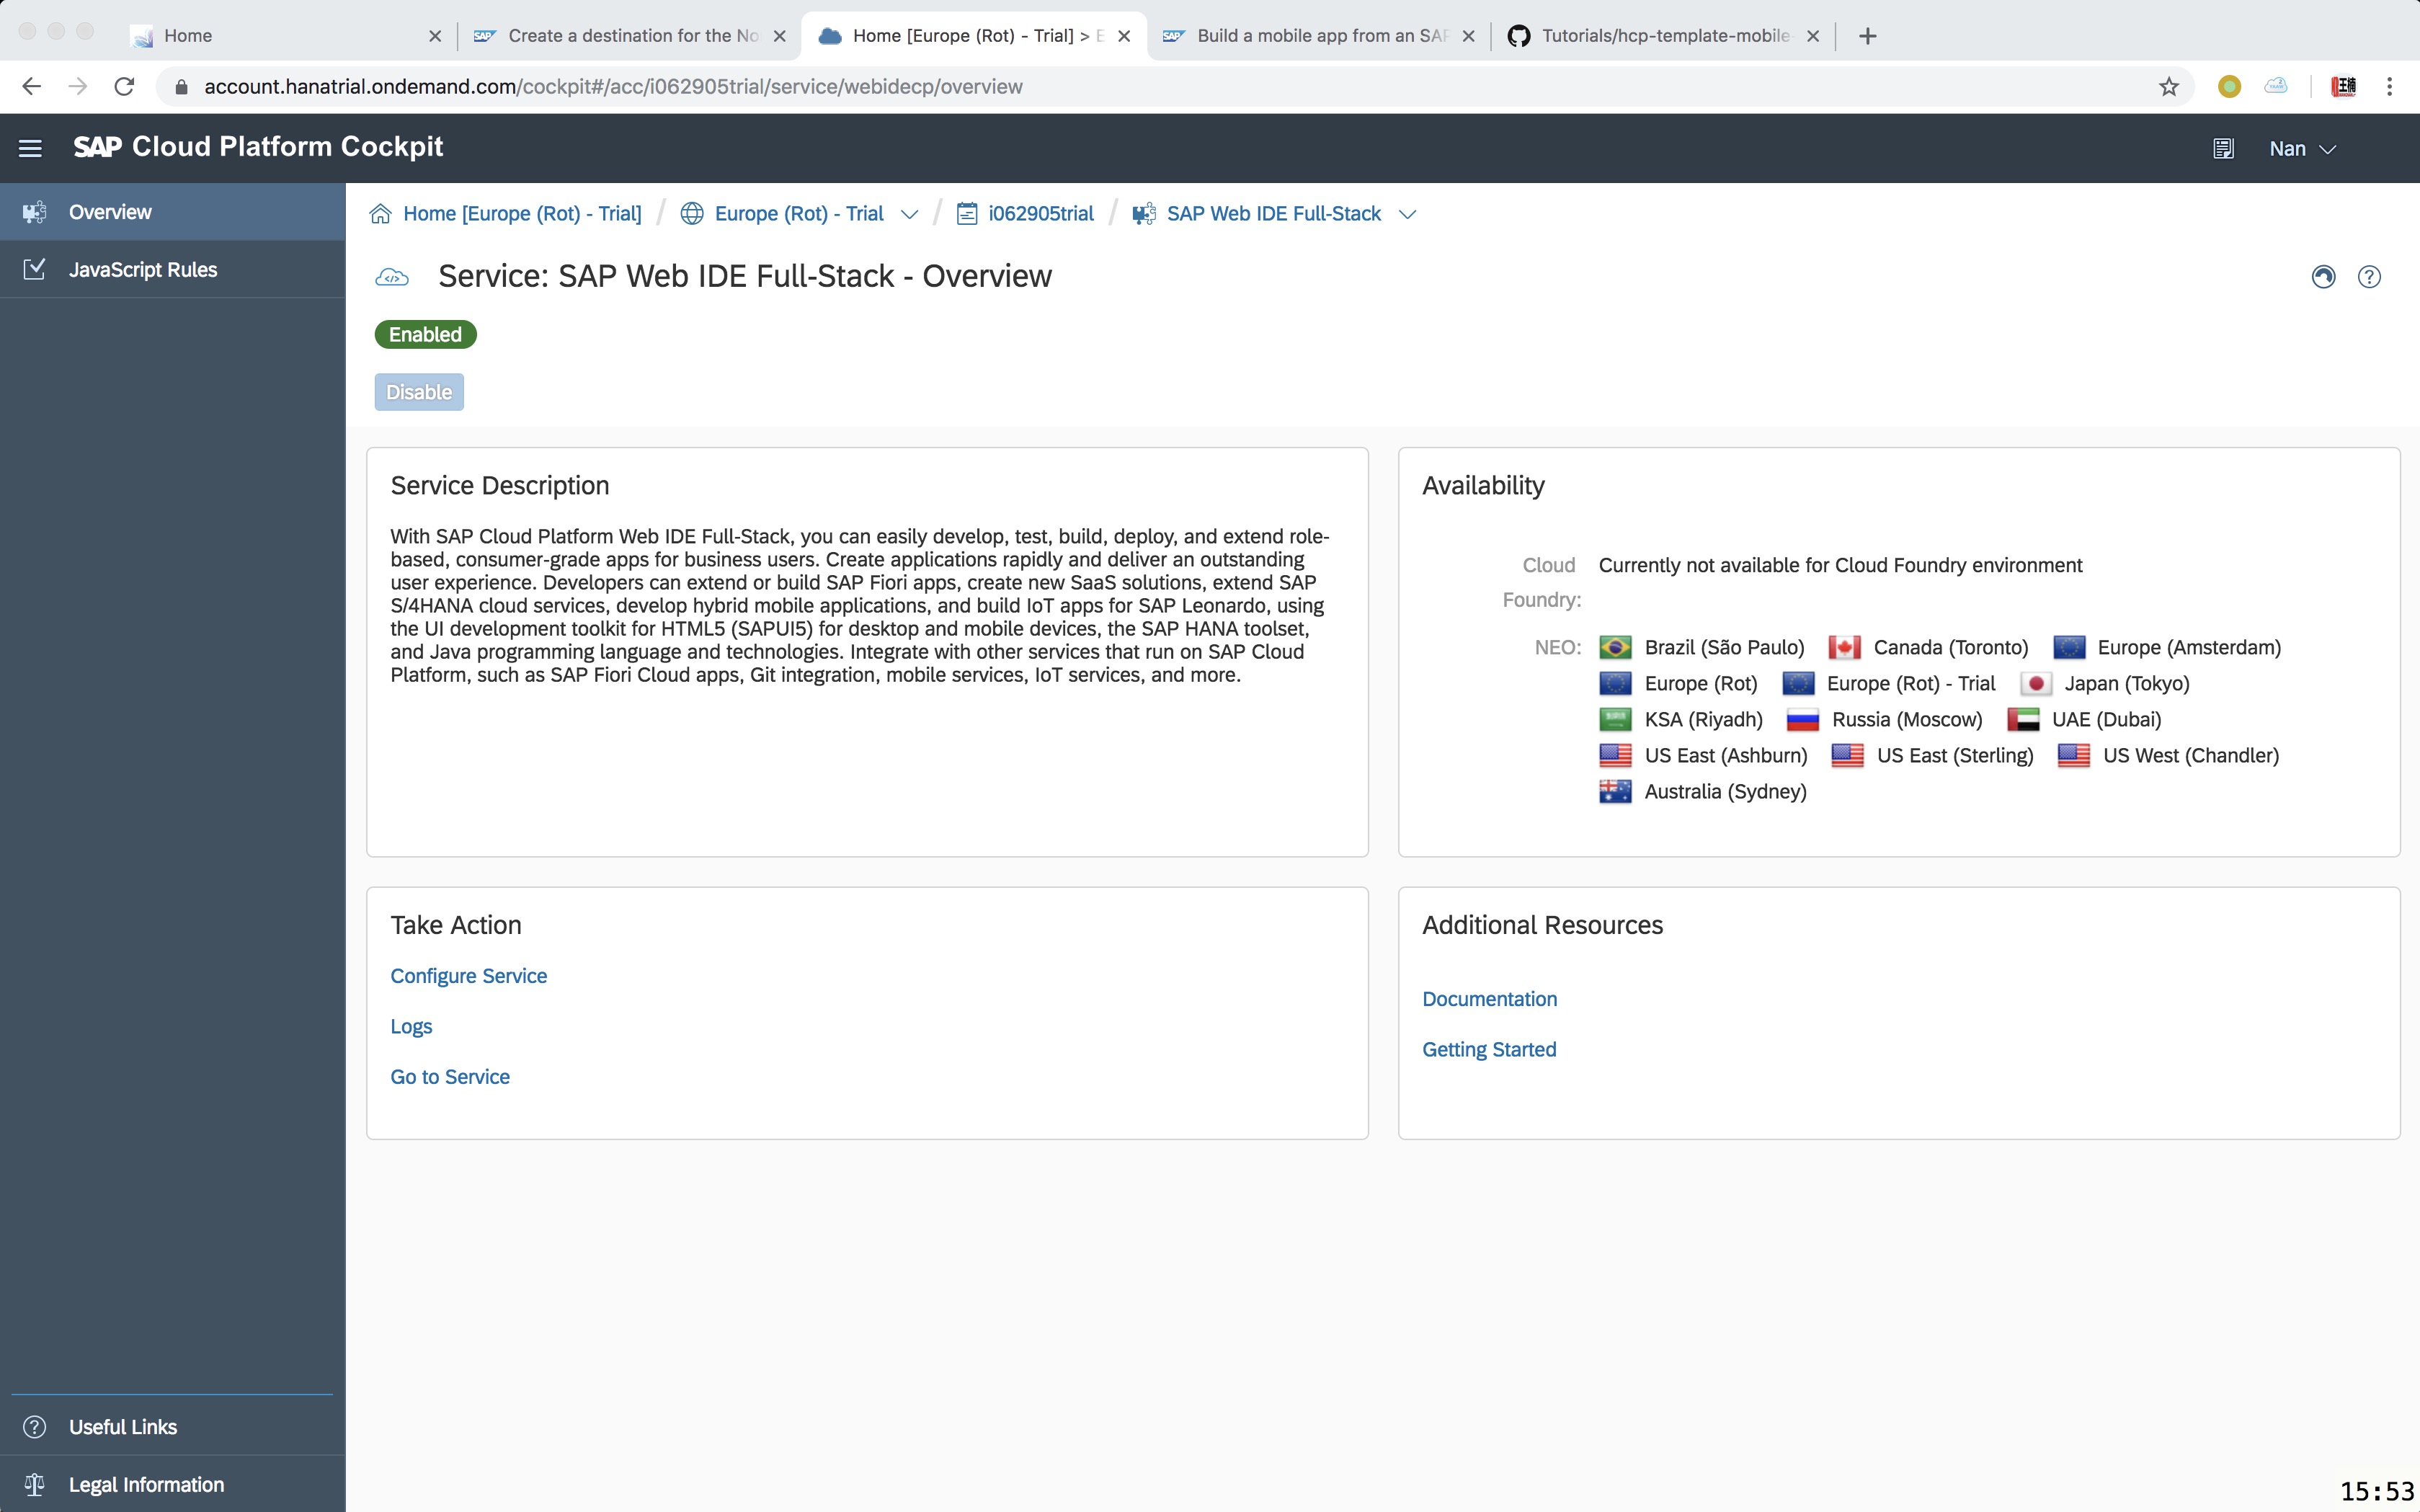 Home
Create a destination for the No
Home [Europe (Rot) - Trial] > E
Build a mobile app from an SAP
Tutorials/hcp-template-mobile-
account.hanatrial.ondemand.com/cockpit#/acc/i062905trial/service/webidecp/overview
SAP Cloud Platform Cockpit
Nan
Overview
JavaScript Rules
Home [Europe (Rot) - Trial] / Europe (Rot) - Trial / i062905trial / SAP Web IDE Full-Stack
Service: SAP Web IDE Full-Stack - Overview
Enabled
Disable
Service Description
With SAP Cloud Platform Web IDE Full-Stack, you can easily develop, test, build, deploy, and extend role-
based, consumer-grade apps for business users. Create applications rapidly and deliver an outstanding
user experience. Developers can extend or build SAP Fiori apps, create new SaaS solutions, extend SAP
S/4HANA cloud services, develop hybrid mobile applications, and build IoT apps for SAP Leonardo, using
the UI development toolkit for HTML5 (SAPUI5) for desktop and mobile devices, the SAP HANA toolset,
and Java programming language and technologies. Integrate with other services that run on SAP Cloud
Platform, such as SAP Fiori Cloud apps, Git integration, mobile services, IoT services, and more.
Availability
Cloud Foundry: Currently not available for Cloud Foundry environment
NEO: Brazil (São Paulo) Canada (Toronto) Europe (Amsterdam)
Europe (Rot) Europe (Rot) - Trial Japan (Tokyo)
KSA (Riyadh) Russia (Moscow) UAE (Dubai)
US East (Ashburn) US East (Sterling) US West (Chandler)
Australia (Sydney)
Take Action
Configure Service
Logs
Go to Service
Additional Resources
Documentation
Getting Started
Useful Links
Legal Information
15:53